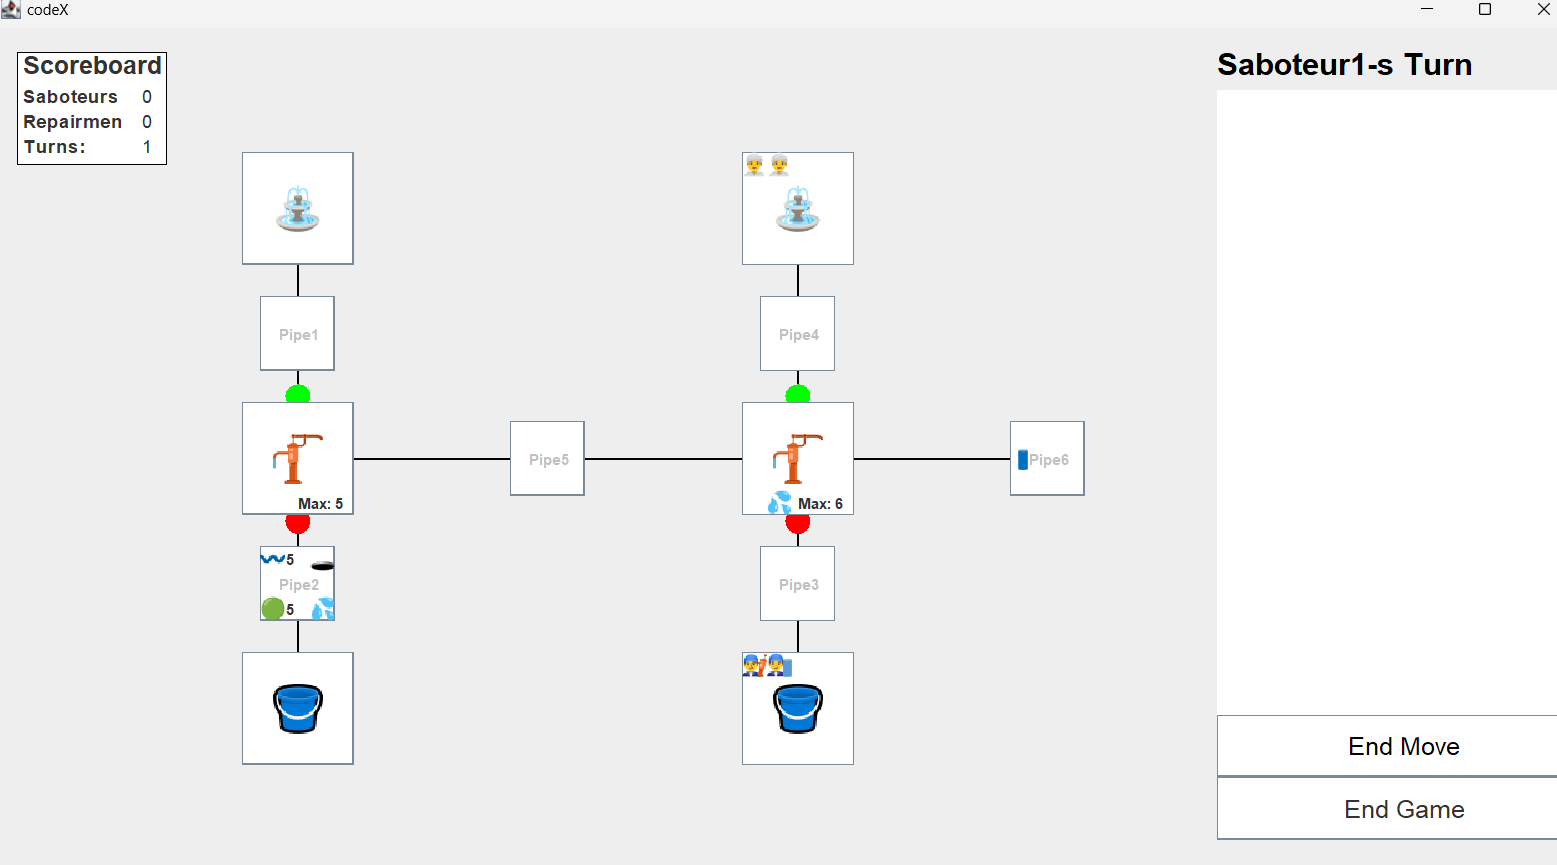 codeX
Scoreboard
Saboteurs 0
Repairmen 0
Turns: 1
Saboteur1-s Turn
Pipe1
Pipe4
Pipe5
Pipe6
Max: 5
Max: 6
5
Pipe2
5
Pipe3
End Move
End Game